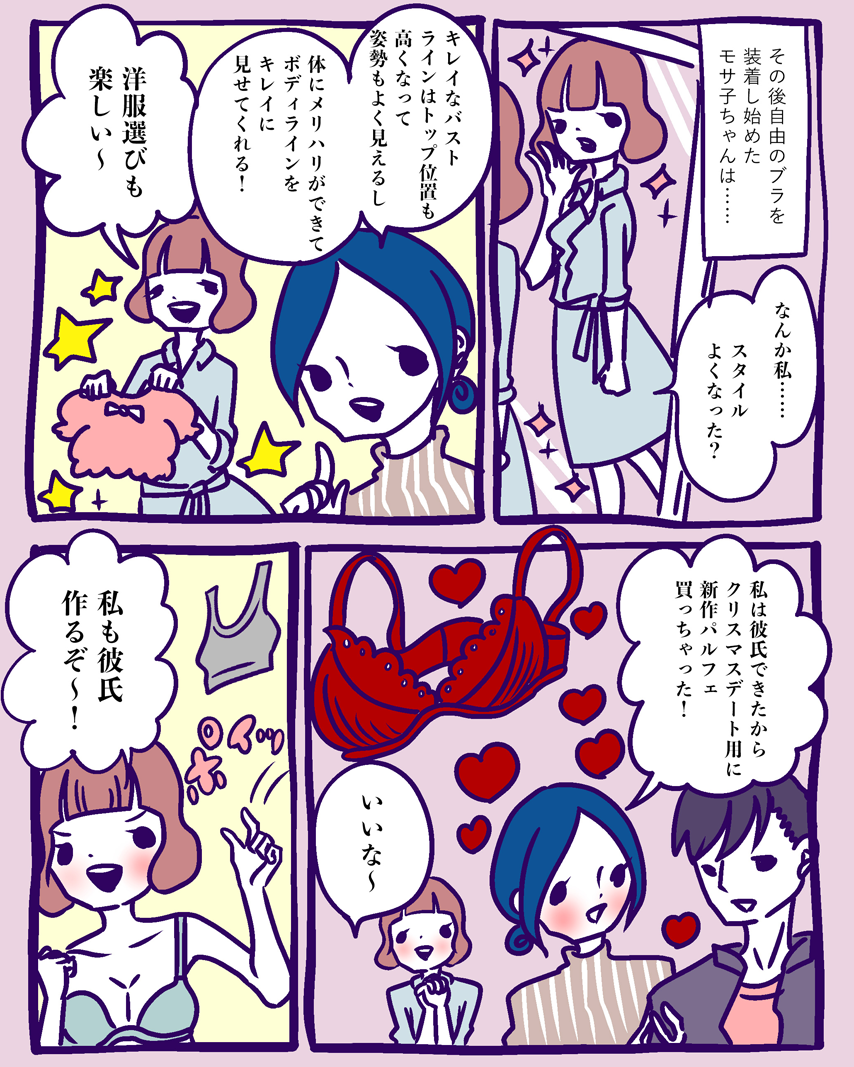 その後自由のブラを
装着し始めた
モサ子ちゃんは……
なんか私……
スタイル
よくなった？
キレイなバスト
ラインはトップ位置も
高くなって
姿勢もよく見えるし
体にメリハリができて
ボディラインを
キレイに
見せてくれる！
洋服選びも
楽しい〜
私は彼氏できたから
クリスマスデート用に
新作パルフェ
買っちゃった！
いいな〜
私も彼氏
作るぞ〜！
ポイッ